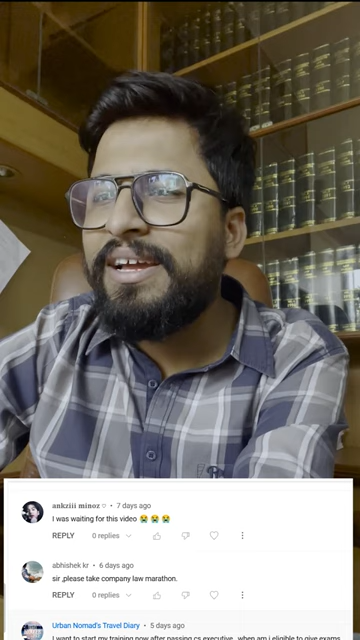 ankziii minoz ♡ • 7 days ago
I was waiting for this video 😭 😭 😭
REPLY 0 replies
abhishek kr • 6 days ago
sir ,please take company law marathon.
REPLY 0 replies
Urban Nomad's Travel Diary • 5 days ago
I want to start my training now after passing cs executive , when am i eligible to give exams